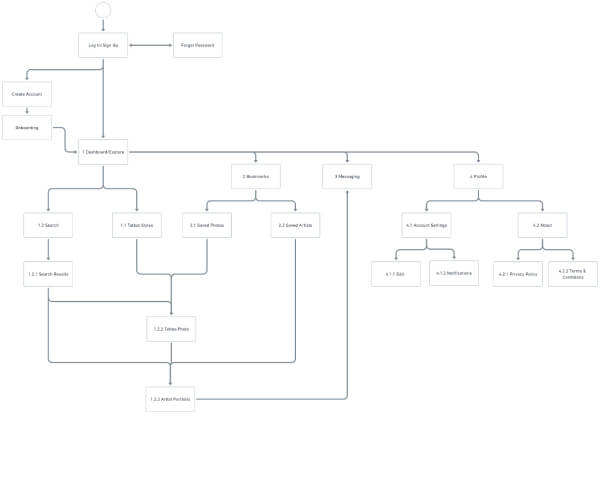 Log In/Sign Up
Forgot Password
Create Account
Onboarding
1 Dashboard/Explore
2 Bookmarks
3 Messaging
4 Profile
1.2 Search
1.1 Tattoo Styles
2.1 Saved Photos
2.2 Saved Artists
4.1 Account Settings
4.2 About
1.2.1 Search Results
4.1.1 Edit
4.1.2 Notifications
4.2.1 Privacy Policy
4.2.2 Terms &
Conditions
1.2.2 Tattoo Photo
1.2.3 Artist Portfolio